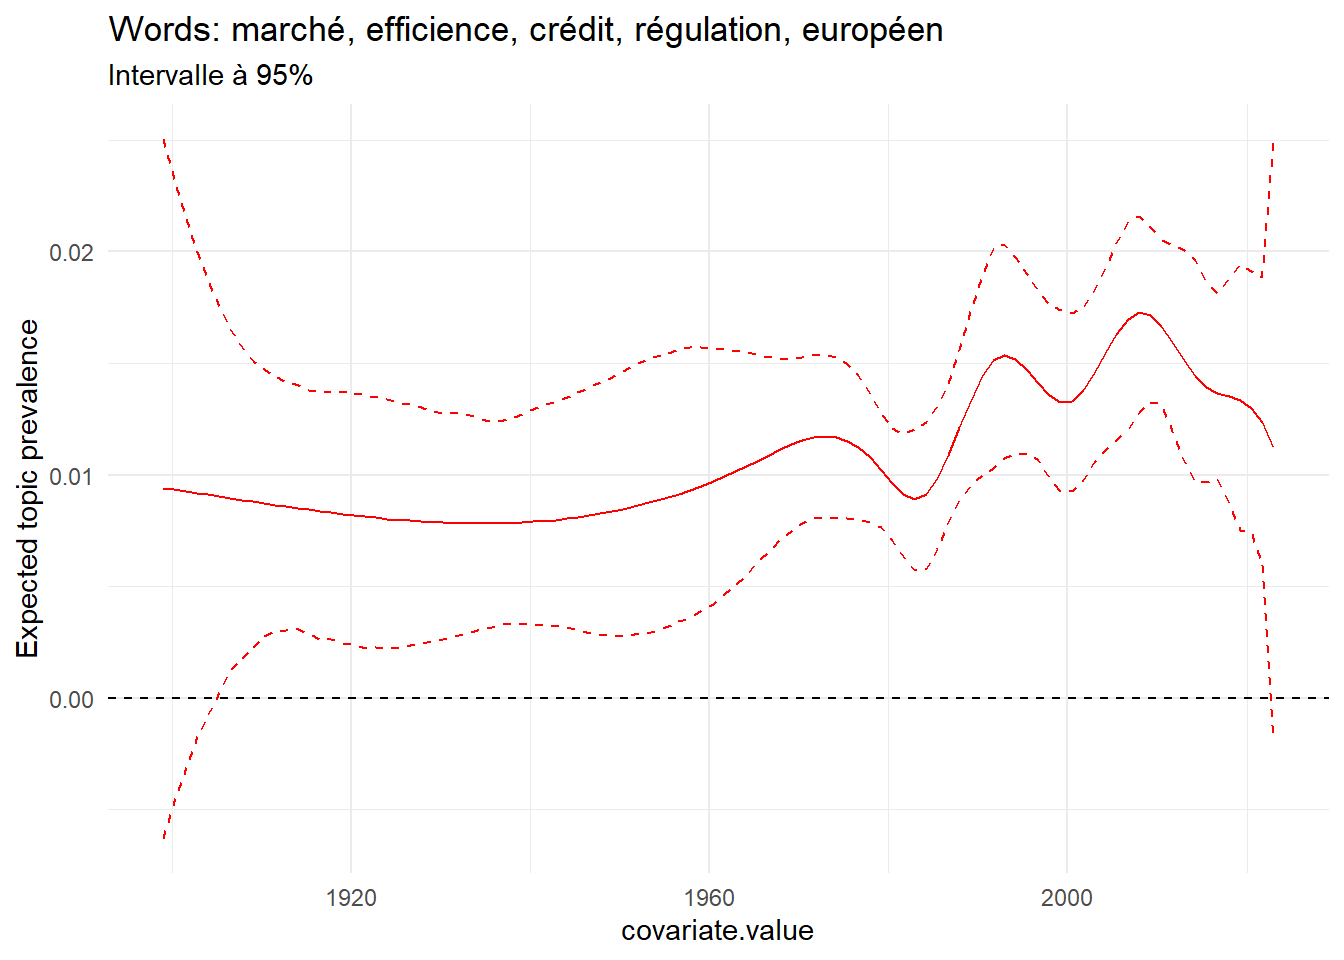 Words: marché, efficience, crédit, régulation, européen
Intervalle à 95%
Expected topic prevalence
0.02
0.01
0.00
1920
1960
2000
covariate.value